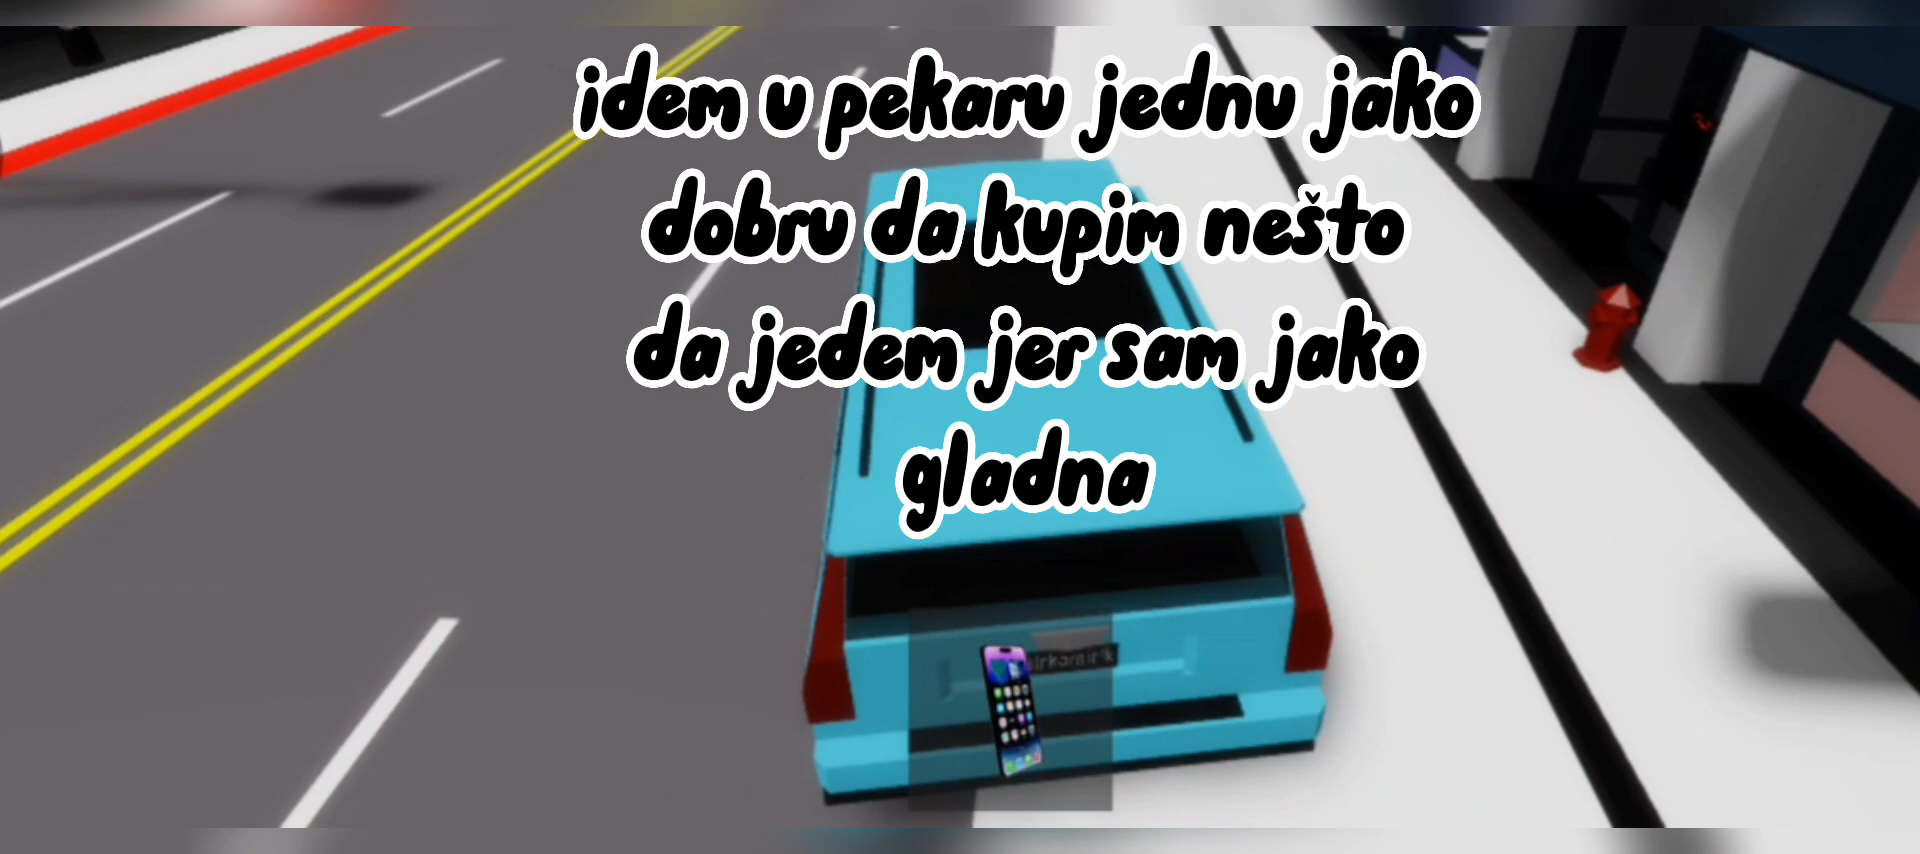 idem u pekaru jednu jako
dobru da kupim nešto
da jedem jer sam jako
gladna